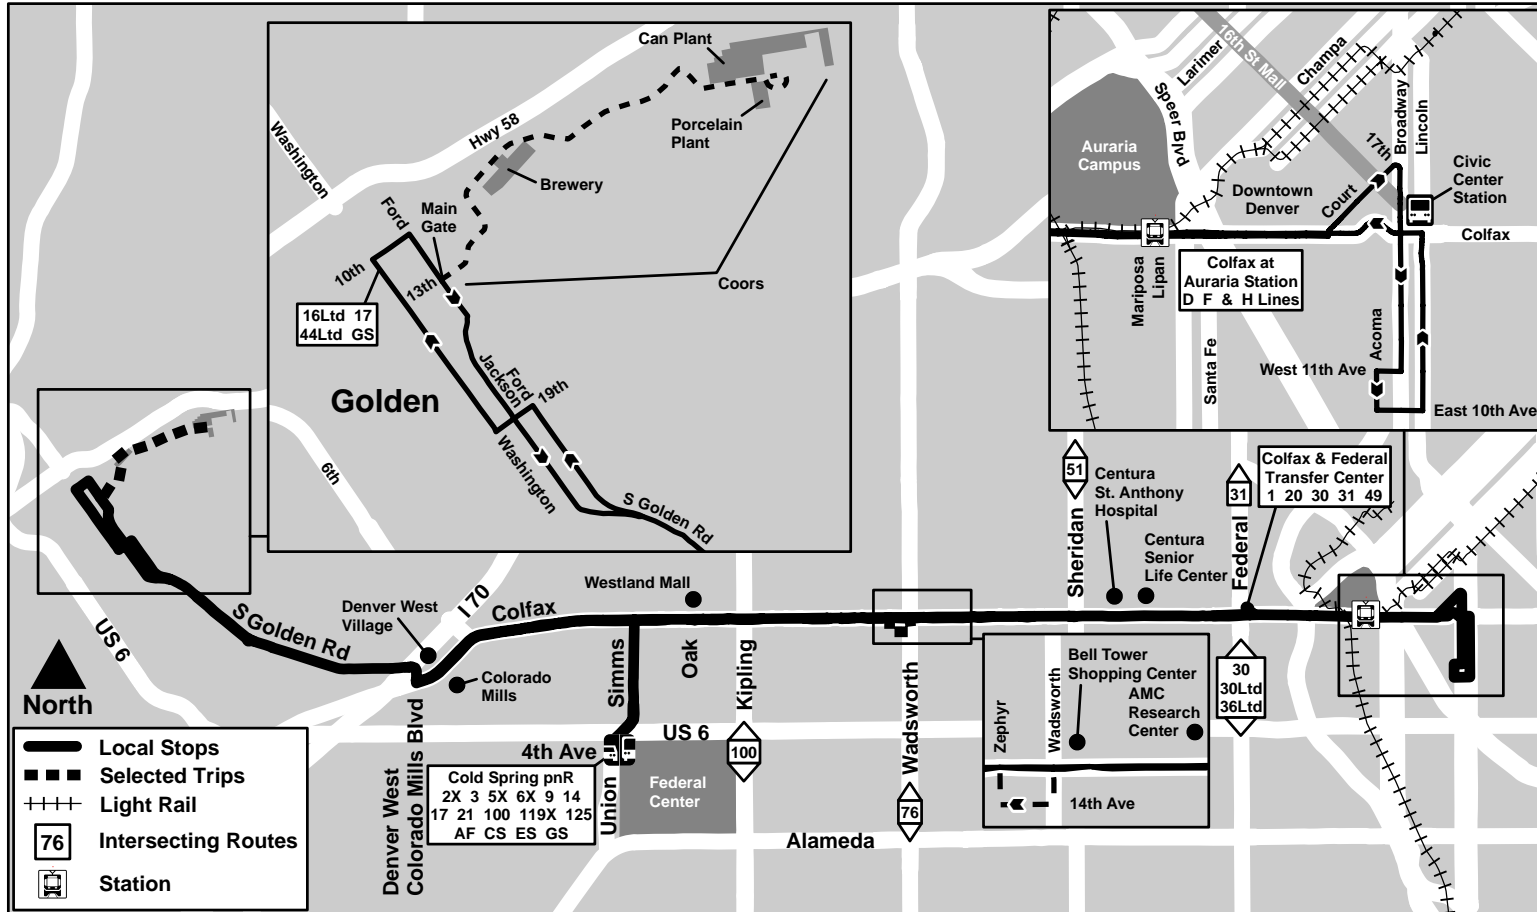 Can Plant
Hwy 58
Washington
Porcelain
Plant
Brewery
Ford
Main
Gate
10th
13th
Coors
16Ltd 17
44Ltd GS
Jackson
Ford
19th
Golden
Washington
S Golden Rd
Larimer
16th St Mall
Champa
Speer Blvd
Broadway
Lincoln
Auraria
Campus
17th
Civic
Center
Station
Downtown
Denver
Court
Colfax
Mariposa
Lipan
Colfax at
Auraria Station
D F & H Lines
Acoma
Santa Fe
West 11th Ave
East 10th Ave
6th
US 6
S Golden Rd
Denver West
Village
I 70
Colfax
Westland Mall
Colorado
Mills
Simms
Oak
Kipling
Wadsworth
51
Sheridan
Centura
St. Anthony
Hospital
Centura
Senior
Life Center
31
Federal
Colfax & Federal
Transfer Center
1 20 30 31 49
30
30Ltd
36Ltd
Bell Tower
Shopping Center
AMC
Research
Center
Zephyr
Wadsworth
14th Ave
North
US 6
4th Ave
100
Federal
Center
Cold Spring pnR
2X 3 5X 6X 9 14
17 21 100 119X 125
AF CS ES GS
Union
76
Alameda
Denver West
Colorado Mills Blvd
Local Stops
Selected Trips
Light Rail
76 Intersecting Routes
Station